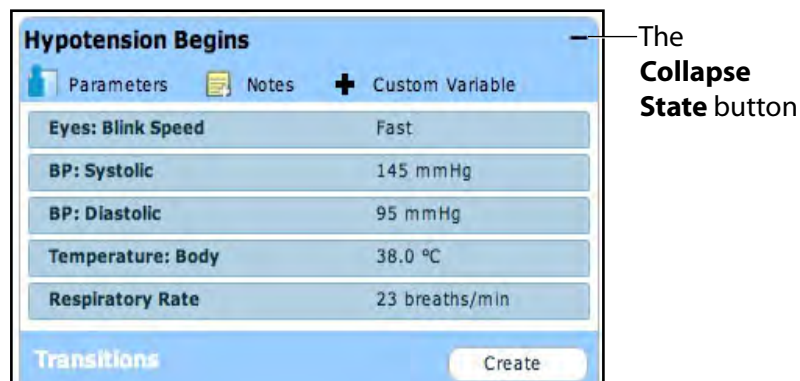 Hypotension Begins
Parameters Notes Custom Variable
Eyes: Blink Speed Fast
BP: Systolic 145 mmHg
BP: Diastolic 95 mmHg
Temperature: Body 38.0 ºC
Respiratory Rate 23 breaths/min
Transitions Create
The
Collapse
State button